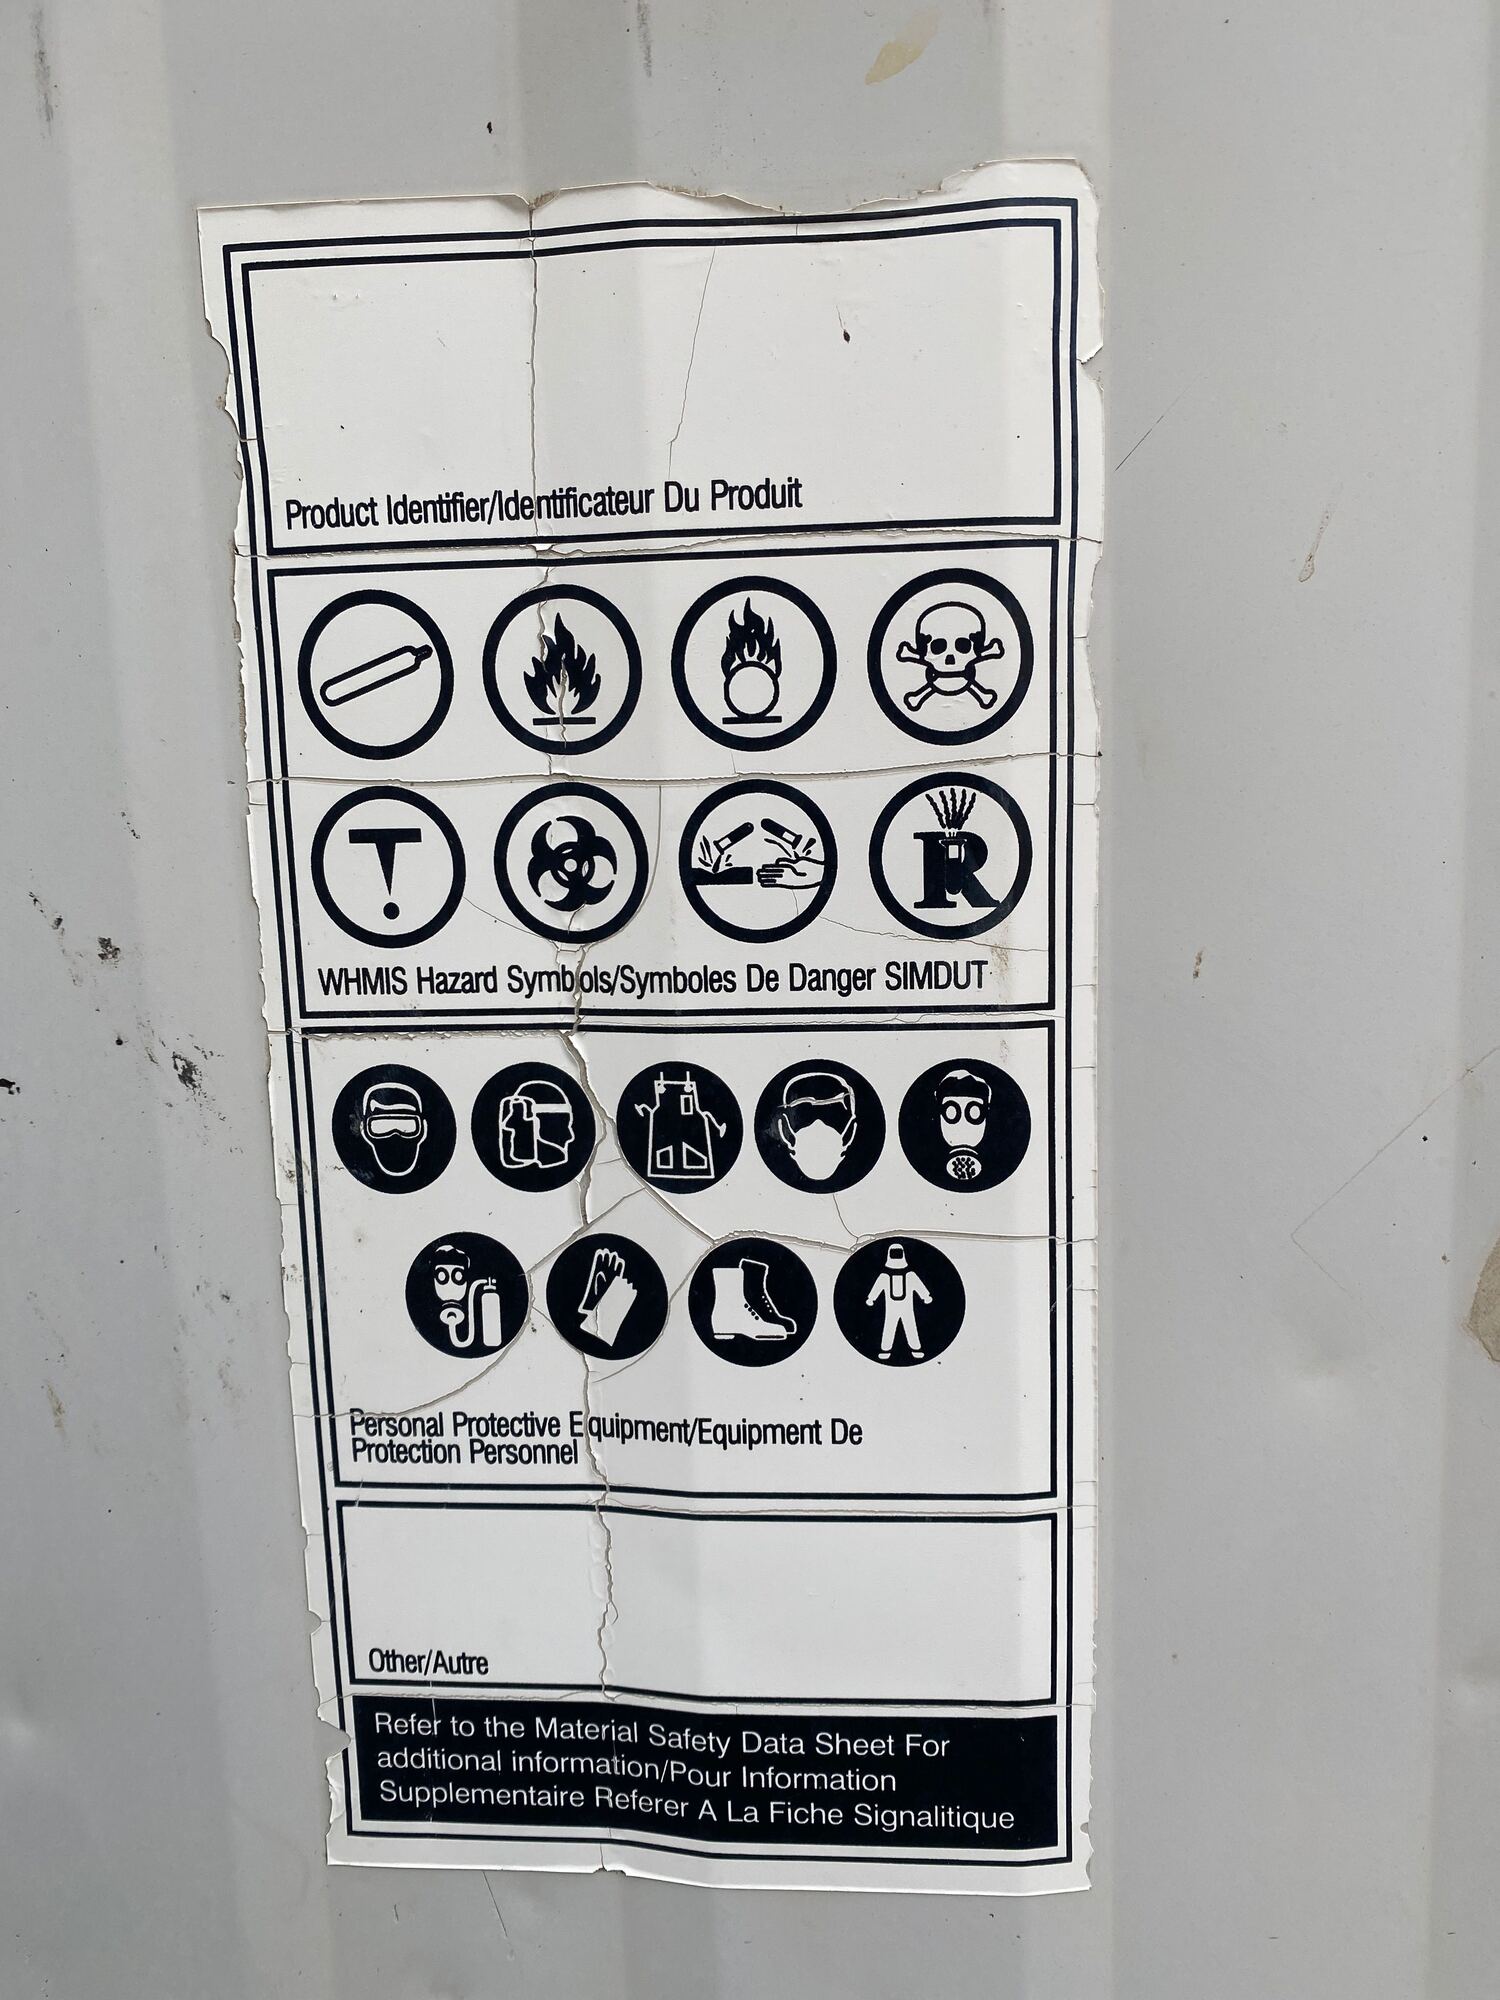 Product Identifier/Identificateur Du Produit
T
R
WHMIS Hazard Symbols/Symboles De Danger SIMDUT
Personal Protective Equipment/Equipment De
Protection Personnel
Other/Autre
Refer to the Material Safety Data Sheet For
additional information/Pour Information
Supplementaire Referer A La Fiche Signalitique